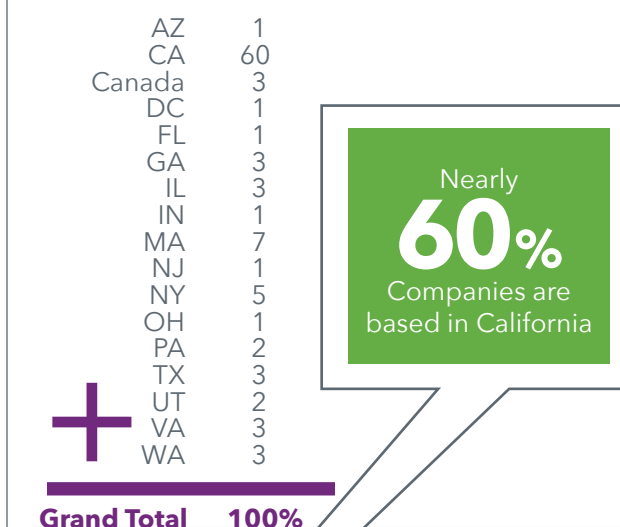 AZ 1
CA 60
Canada 3
DC 1
FL 1
GA 3
IL 3
IN 1
MA 7
NJ 1
NY 5
OH 1
PA 2
TX 3
UT 2
VA 3
WA 3
Grand Total 100%
Nearly
60%
Companies are
based in California